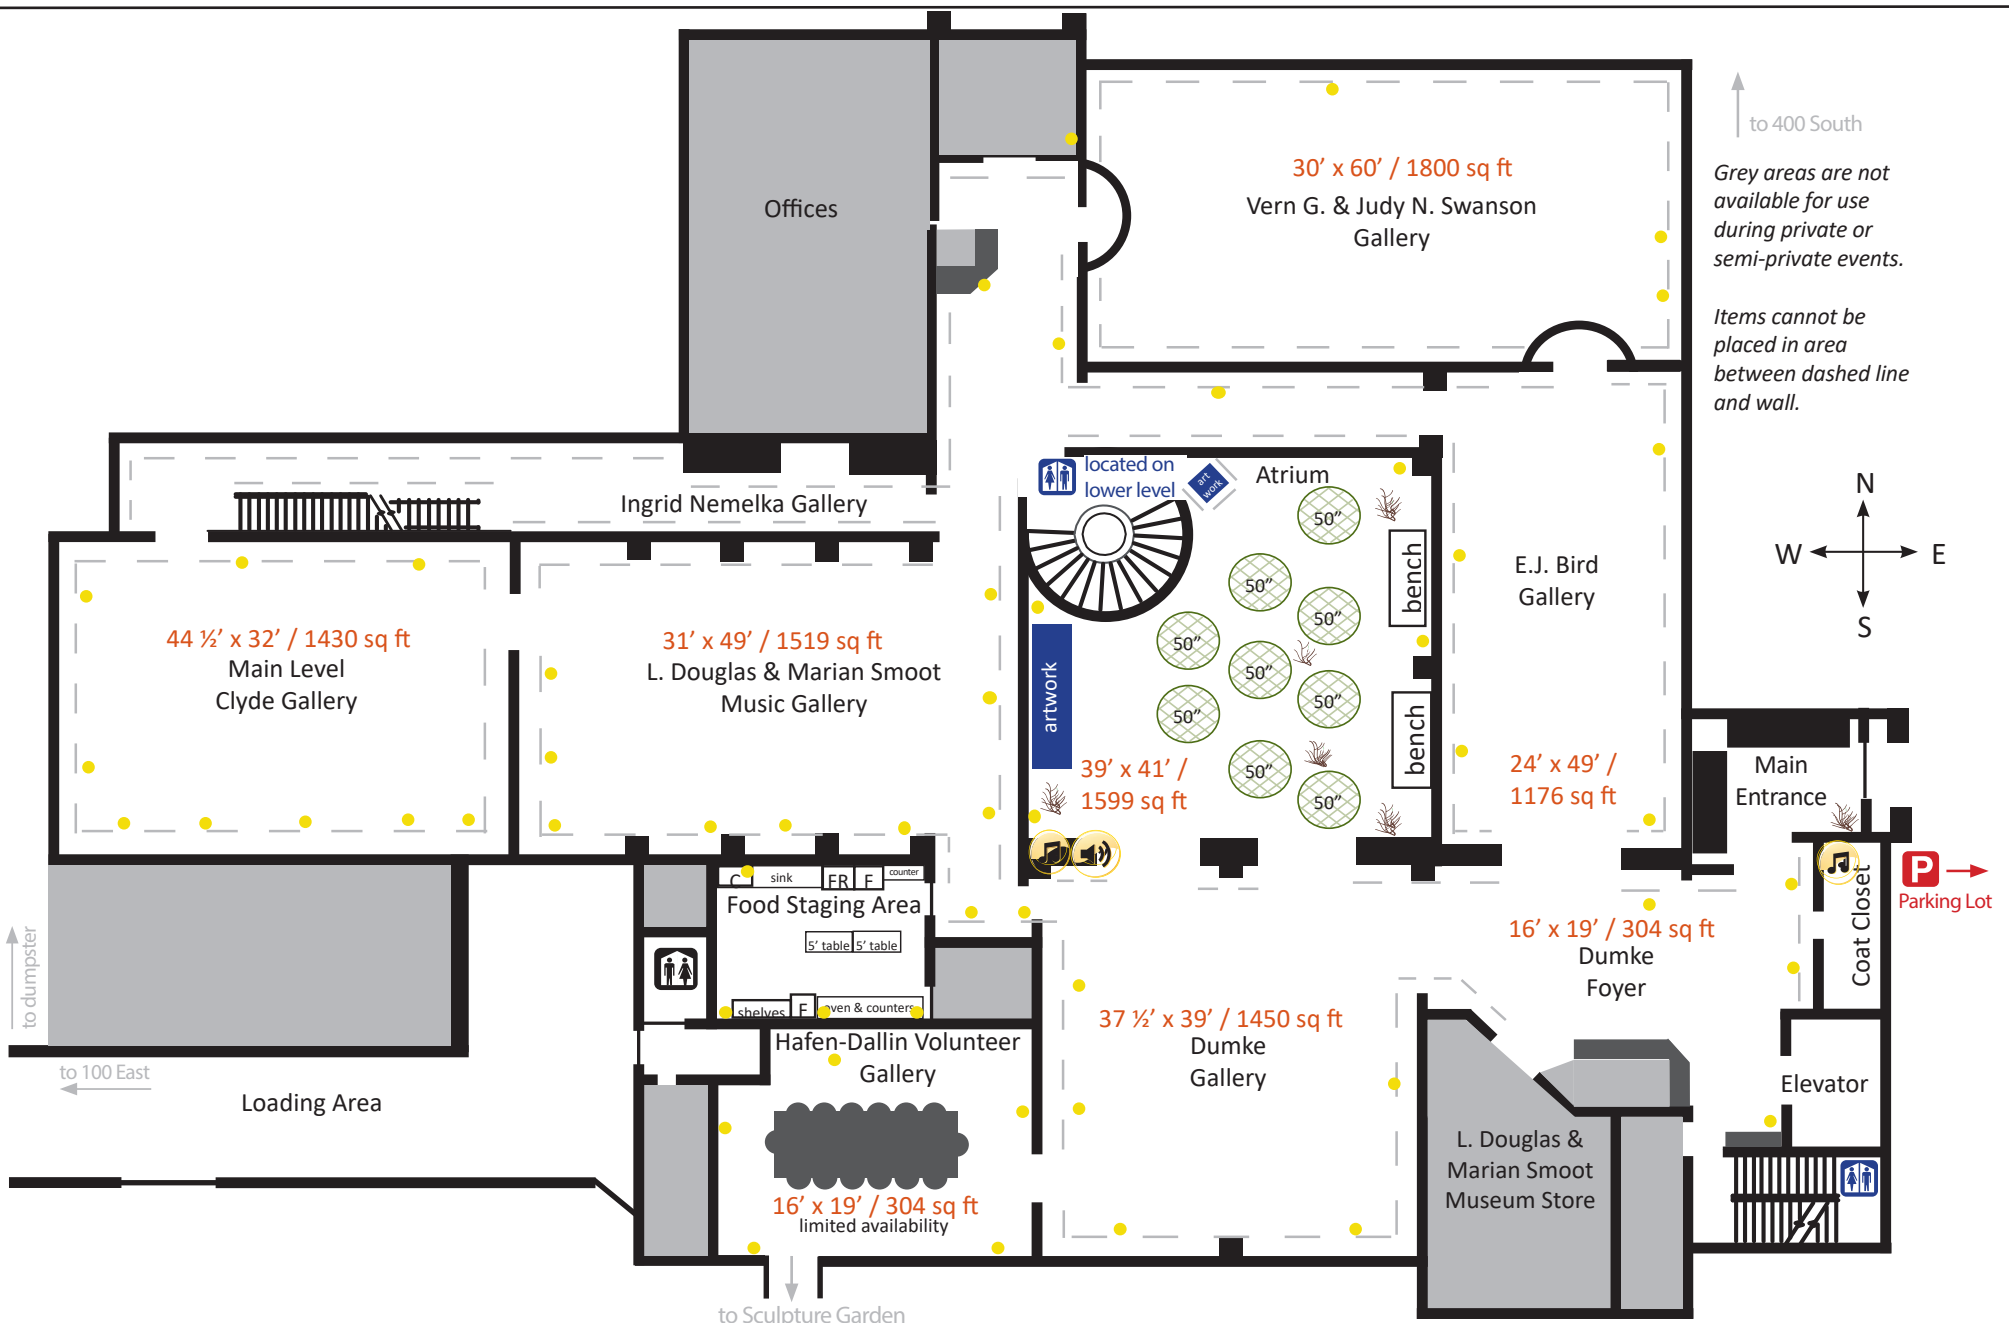 to 400 South
Grey areas are not
available for use
during private or
semi-private events.
Items cannot be
placed in area
between dashed line
and wall.
Offices
30’ x 60’ / 1800 sq ft
Vern G. & Judy N. Swanson
Gallery
N
W
E
S
Ingrid Nemelka Gallery
located on
lower level
art
work
Atrium
50”
50”
50”
50”
50”
50”
50”
50”
50”
bench
bench
artwork
39’ x 41’ /
1599 sq ft
E.J. Bird
Gallery
24’ x 49’ /
1176 sq ft
44 ½’ x 32’ / 1430 sq ft
Main Level
Clyde Gallery
31’ x 49’ / 1519 sq ft
L. Douglas & Marian Smoot
Music Gallery
Main
Entrance
P
Parking Lot
Coat Closet
C
sink
FR
F
counter
Food Staging Area
5’ table
5’ table
shelves
F
oven & counters
16’ x 19’ / 304 sq ft
Dumke
Foyer
37 ½’ x 39’ / 1450 sq ft
Dumke
Gallery
Hafen-Dallin Volunteer
Gallery
16’ x 19’ / 304 sq ft
limited availability
Elevator
L. Douglas &
Marian Smoot
Museum Store
to dumpster
to 100 East
Loading Area
to Sculpture Garden